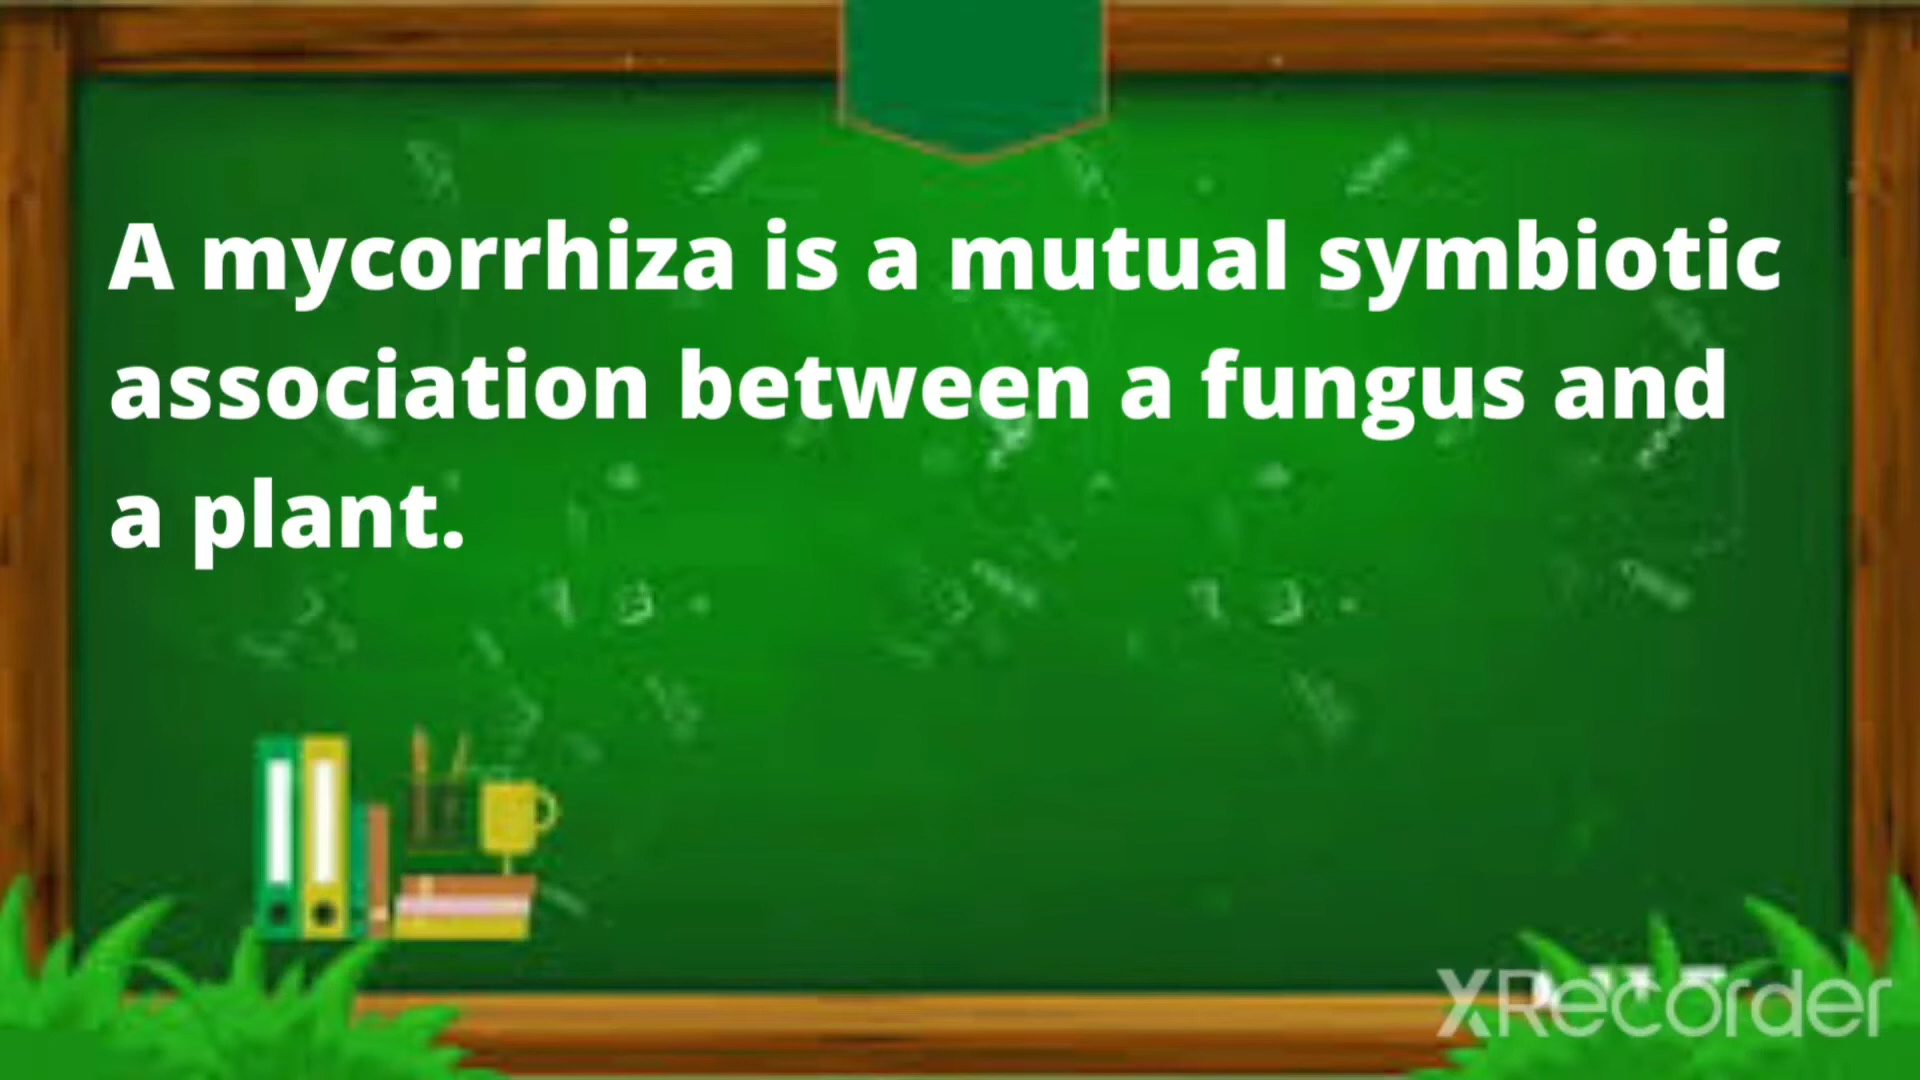 A mycorrhiza is a mutual symbiotic
association between a fungus and
a plant.
XRecorder